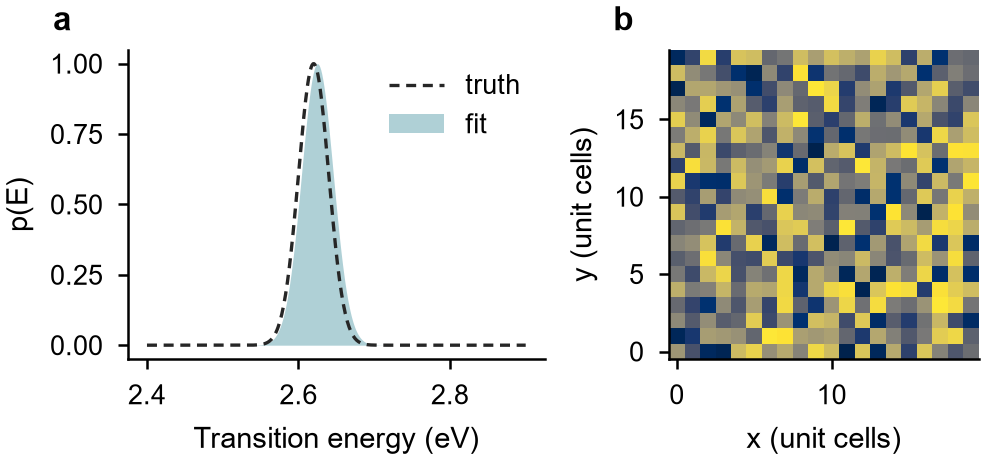 a
1.00
0.75
0.50
0.25
0.00
p(E)
2.4 2.6 2.8
Transition energy (eV)
truth
fit
b
15
10
5
0
y (unit cells)
0 10
x (unit cells)